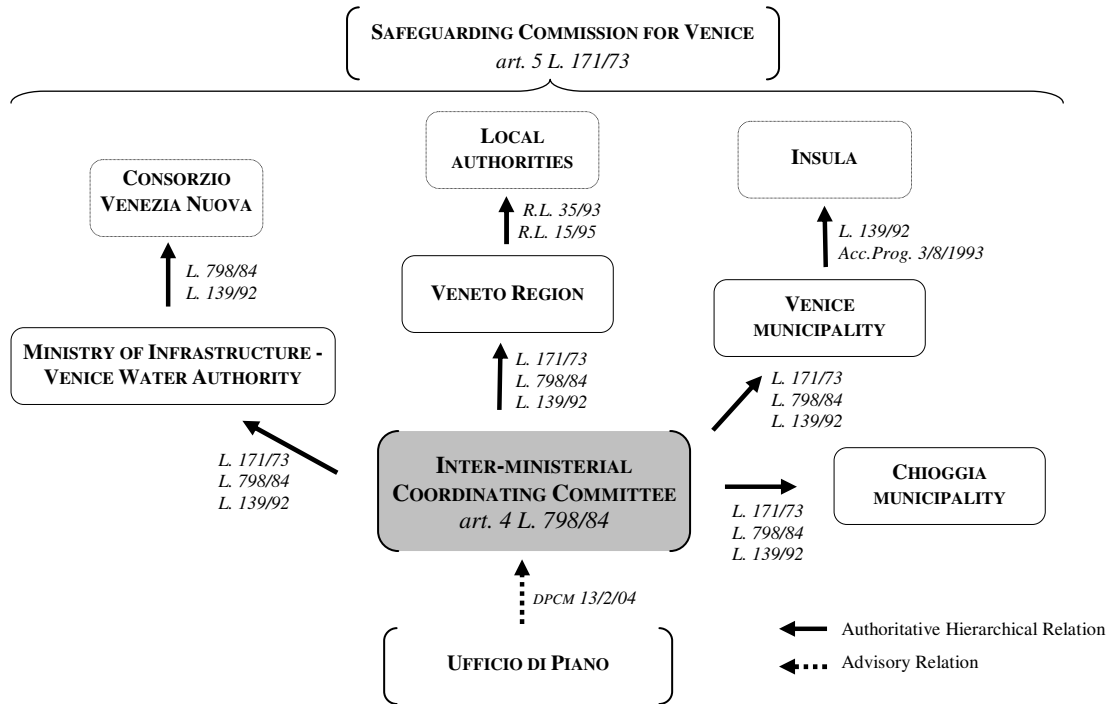 SAFEGUARDING COMMISSION FOR VENICE
art. 5 L. 171/73
LOCAL
AUTHORITIES
INSULA
CONSORZIO
VENEZIA NUOVA
R.L. 35/93
R.L. 15/95
L. 139/92
Acc.Prog. 3/8/1993
L. 798/84
L. 139/92
VENETO REGION
VENICE
MUNICIPALITY
MINISTRY OF INFRASTRUCTURE -
VENICE WATER AUTHORITY
L. 171/73
L. 798/84
L. 139/92
L. 171/73
L. 798/84
L. 139/92
L. 171/73
L. 798/84
L. 139/92
INTER-MINISTERIAL
COORDINATING COMMITTEE
art. 4 L. 798/84
CHIOGGIA
MUNICIPALITY
L. 171/73
L. 798/84
L. 139/92
DPCM 13/2/04
UFFICIO DI PIANO
Authoritative Hierarchical Relation
Advisory Relation